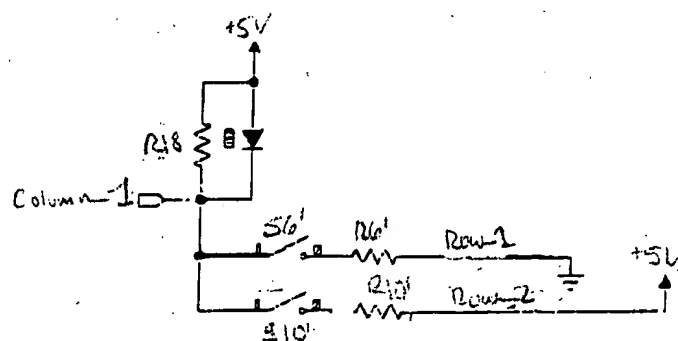 +5V
R18
Column-1
S6'
R6'
Row-1
+5V
R10'
Row-2
S10'